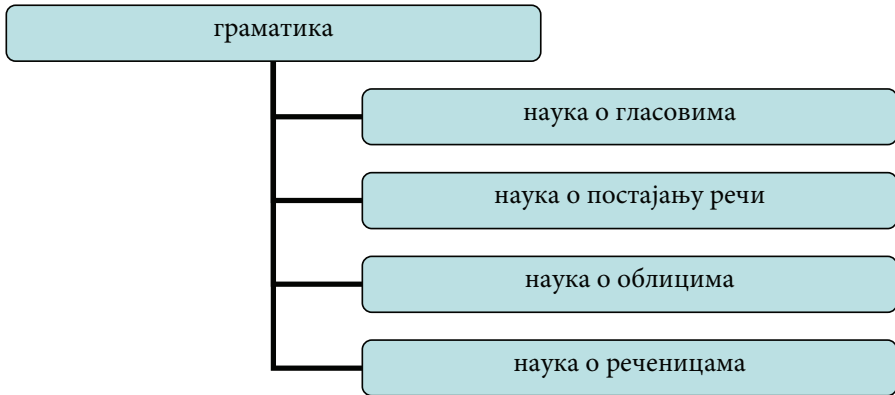 граматика
наука о гласовима
наука о постајању речи
наука о облицима
наука о реченицама